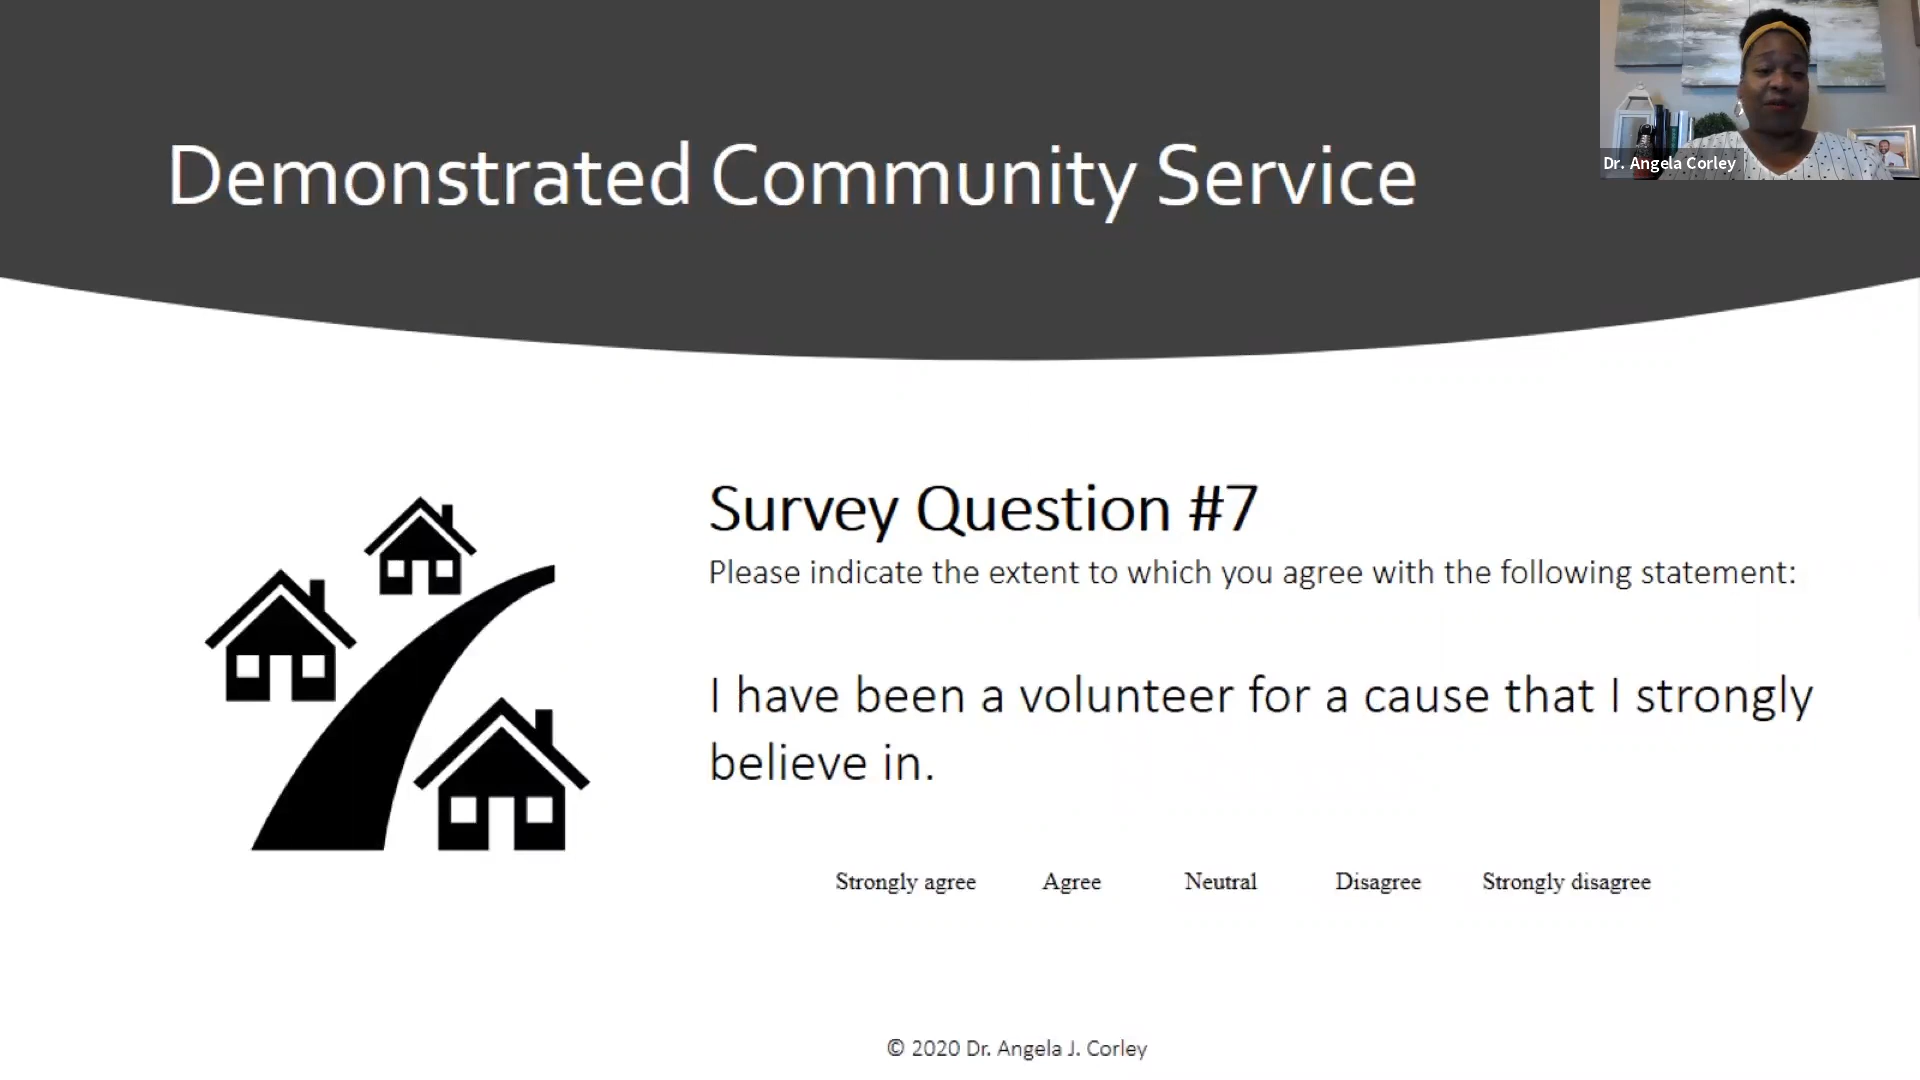 Demonstrated Community Service
Dr. Angela Corley
Survey Question #7
Please indicate the extent to which you agree with the following statement:
I have been a volunteer for a cause that I strongly
believe in.
Strongly agree Agree Neutral Disagree Strongly disagree
© 2020 Dr. Angela J. Corley